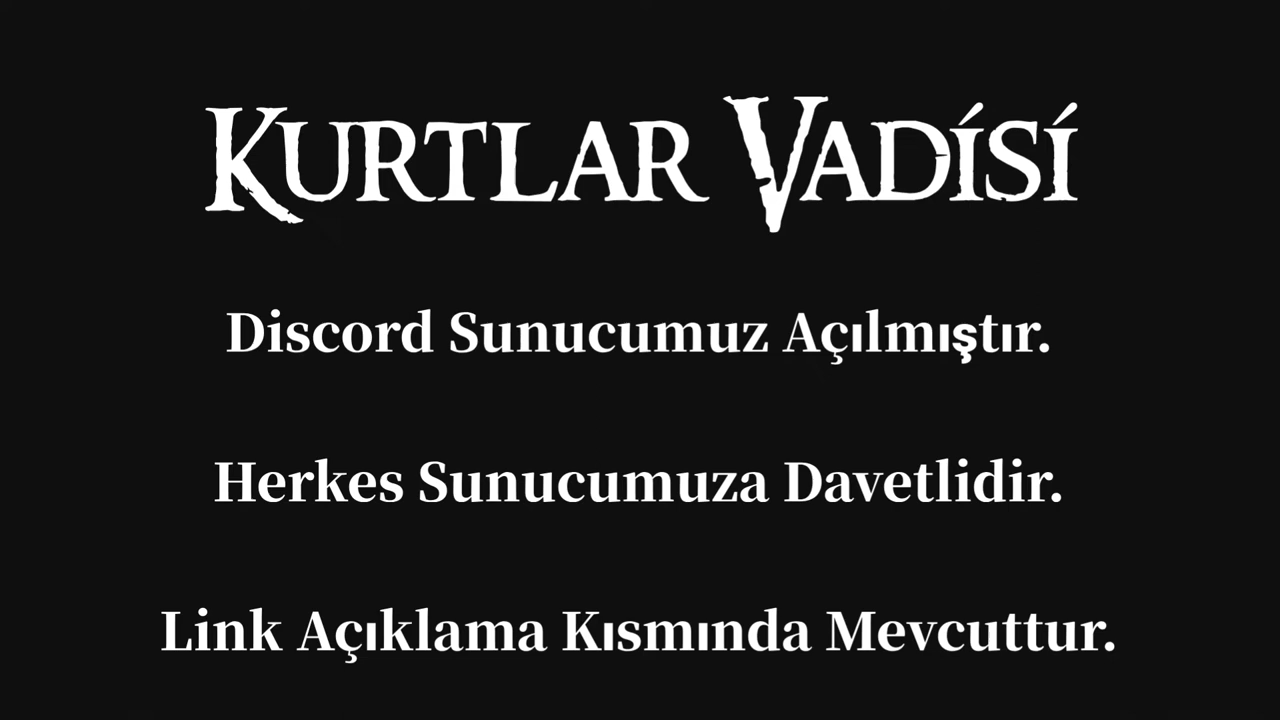 KURTLAR VADİSİ
Discord Sunucumuz Açılmıştır.
Herkes Sunucumuza Davetlidir.
Link Açıklama Kısmında Mevcuttur.